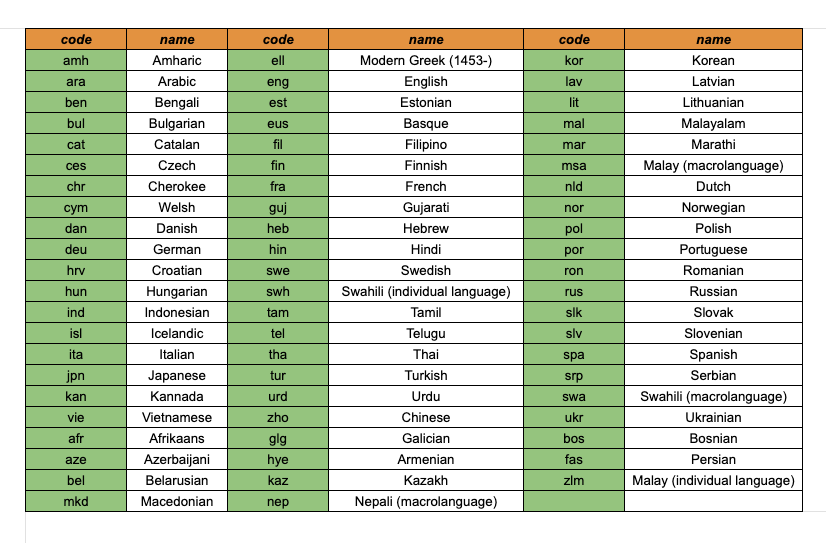 code name code name code name
amh Amharic ell Modern Greek (1453-) kor Korean
ara Arabic eng English lav Latvian
ben Bengali est Estonian lit Lithuanian
bul Bulgarian eus Basque mal Malayalam
cat Catalan fil Filipino mar Marathi
ces Czech fin Finnish msa Malay (macrolanguage)
chr Cherokee fra French nld Dutch
cym Welsh guj Gujarati nor Norwegian
dan Danish heb Hebrew pol Polish
deu German hin Hindi por Portuguese
hrv Croatian swe Swedish ron Romanian
hun Hungarian swh Swahili (individual language) rus Russian
ind Indonesian tam Tamil slk Slovak
isl Icelandic tel Telugu slv Slovenian
ita Italian tha Thai spa Spanish
jpn Japanese tur Turkish srp Serbian
kan Kannada urd Urdu swa Swahili (macrolanguage)
vie Vietnamese zho Chinese ukr Ukrainian
afr Afrikaans glg Galician bos Bosnian
aze Azerbaijani hye Armenian fas Persian
bel Belarusian kaz Kazakh zlm Malay (individual language)
mkd Macedonian nep Nepali (macrolanguage)